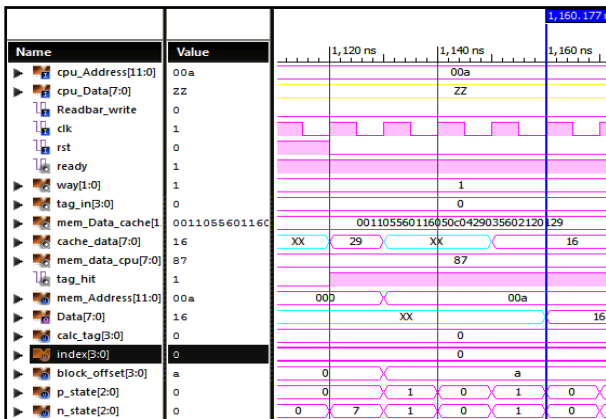 1,160.177
1,120 ns 1,140 ns 1,160 ns
Name Value
cpu_Address[11:0] 00a 00a
cpu_Data[7:0] ZZ ZZ
Readbar_write 0
clk 1
rst 0
ready 1
way[1:0] 1 1
tag_in[3:0] 0 0
mem_Data_cache[1 0011055601160 001105560116050c0429035602120129
cache_data[7:0] 16 XX 29 XX 16
mem_data_cpu[7:0] 87 87
tag_hit 1
mem_Address[11:0] 00a 000 00a
Data[7:0] 16 XX 16
calc_tag[3:0] 0 0
index[3:0] 0 0
block_offset[3:0] a 0 a
p_state[2:0] 0 0 1 0 1 0
n_state[2:0] 0 0 7 1 0 1 0